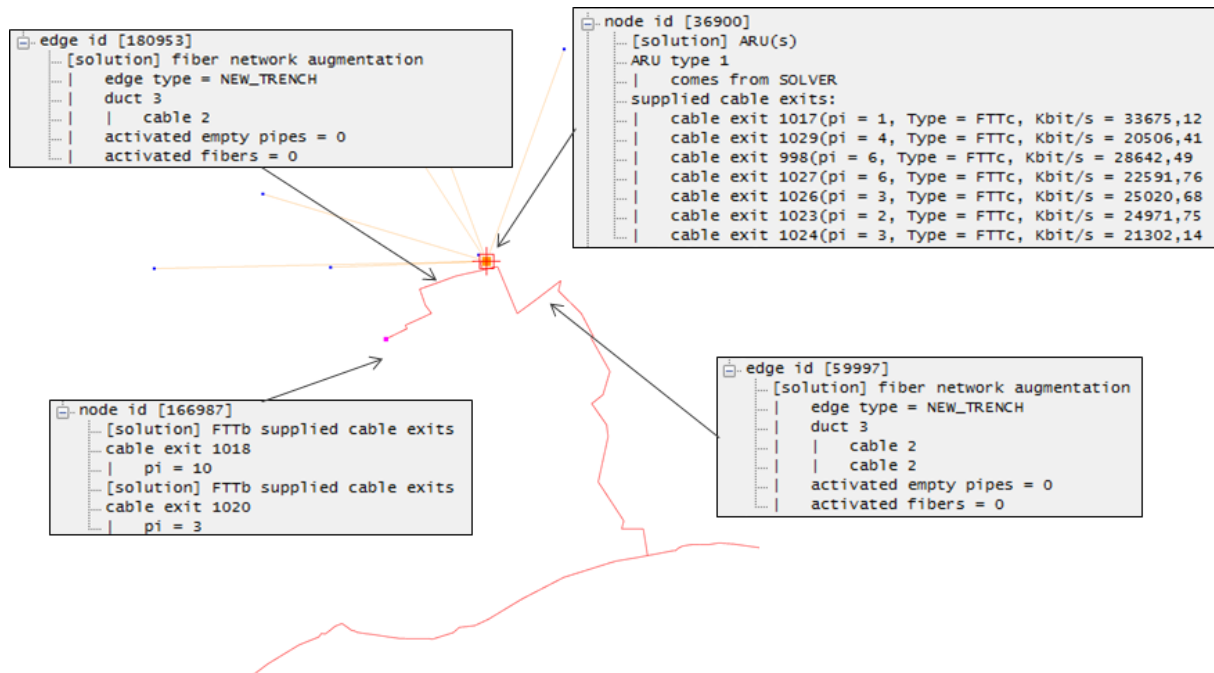 edge id [180953]
[solution] fiber network augmentation
| edge type = NEW_TRENCH
| duct 3
| | cable 2
| activated empty pipes = 0
| activated fibers = 0
node id [36900]
[solution] ARU(s)
ARU type 1
| comes from SOLVER
supplied cable exits:
| cable exit 1017(pi = 1, Type = FTTc, Kbit/s = 33675,12
| cable exit 1029(pi = 4, Type = FTTc, Kbit/s = 20506,41
| cable exit 998(pi = 6, Type = FTTc, Kbit/s = 28642,49
| cable exit 1027(pi = 6, Type = FTTc, Kbit/s = 22591,76
| cable exit 1026(pi = 3, Type = FTTc, Kbit/s = 25020,68
| cable exit 1023(pi = 2, Type = FTTc, Kbit/s = 24971,75
| cable exit 1024(pi = 3, Type = FTTc, Kbit/s = 21302,14
edge id [59997]
[solution] fiber network augmentation
| edge type = NEW_TRENCH
| duct 3
| | cable 2
| | cable 2
| activated empty pipes = 0
| activated fibers = 0
node id [166987]
[solution] FTTb supplied cable exits
cable exit 1018
| pi = 10
[solution] FTTb supplied cable exits
cable exit 1020
| pi = 3